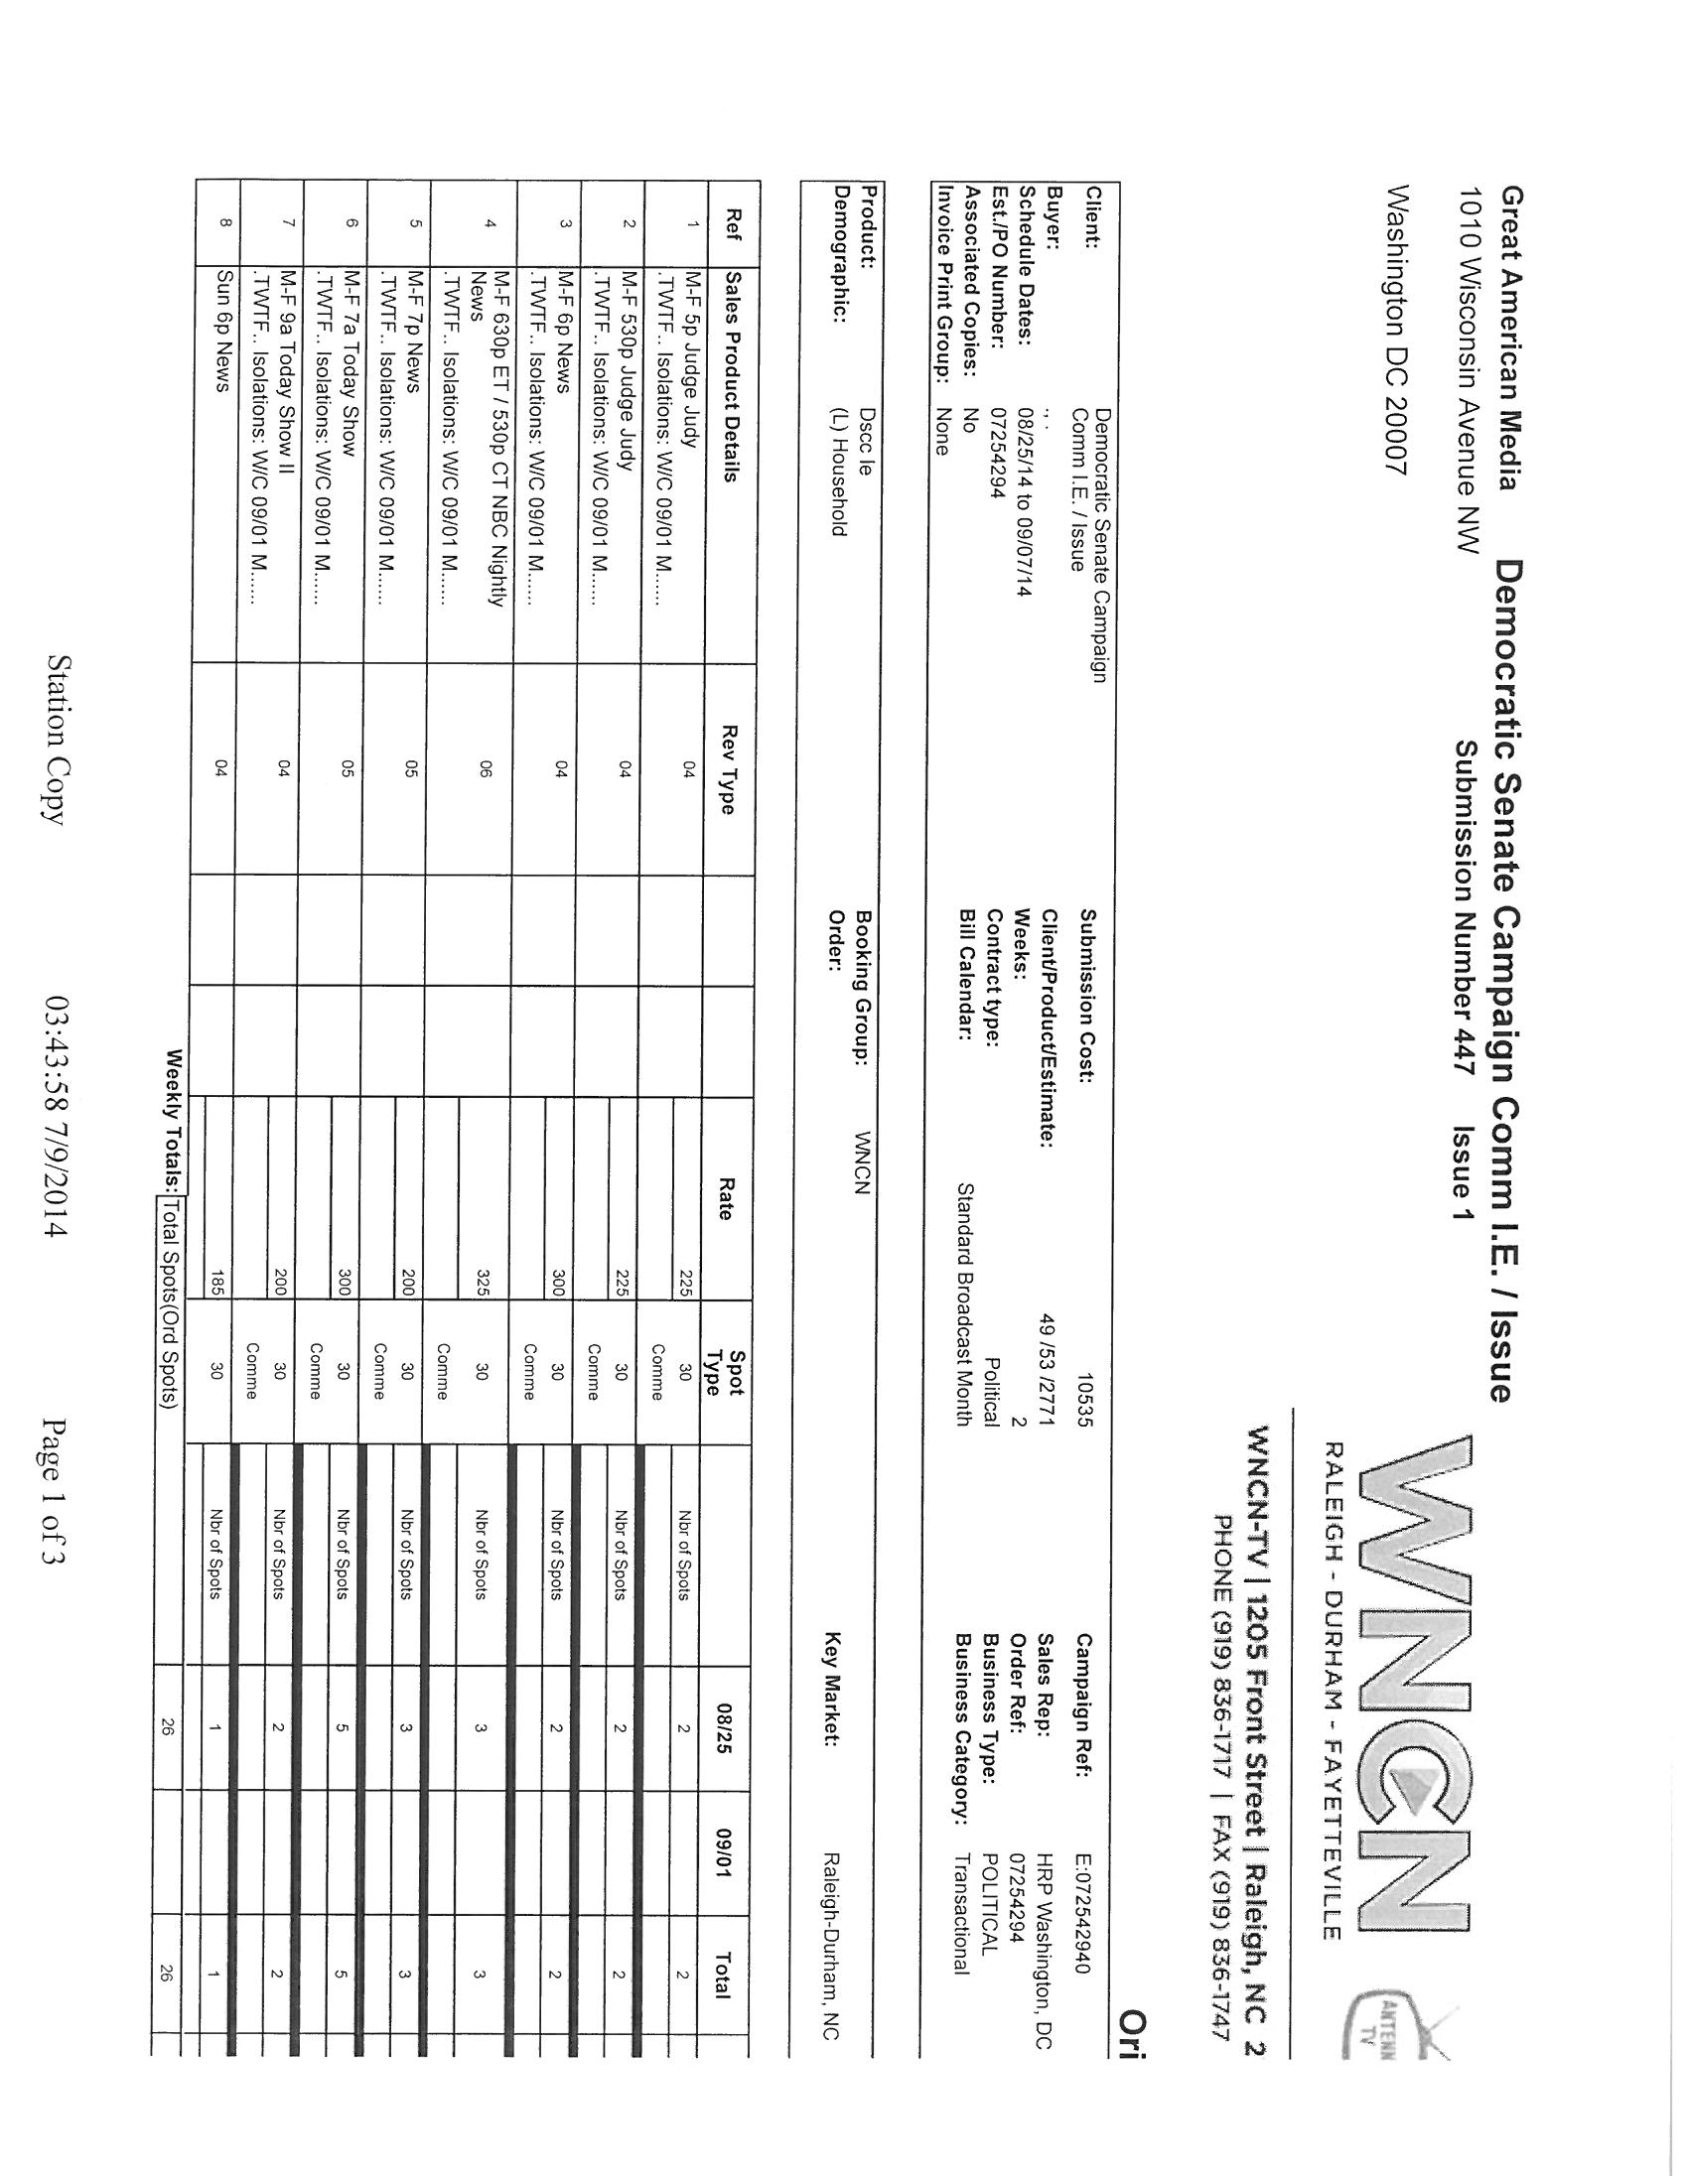 Great American Media
1010 Wisconsin Avenue NW
Washington DC 20007
Democratic Senate Campaign Comm I.E. / Issue
Submission Number 447 Issue 1
WNCN
RALEIGH - DURHAM - FAYETTEVILLE
ANTENN
TV
WNCN-TV | 1205 Front Street | Raleigh, NC 2
PHONE (919) 836-1717 | FAX (919) 836-1747
Ori
Client: Democratic Senate Campaign Submission Cost: 10535 Campaign Ref: E:072542940
Comm I.E. / Issue
Buyer: ., . Client/Product/Estimate: 49 /53 /2771 Sales Rep: HRP Washington, DC
Schedule Dates: 08/25/14 to 09/07/14 Weeks: 2 Order Ref: 07254294
Est./PO Number: 07254294 Contract type: Political Business Type: POLITICAL
Associated Copies: No Bill Calendar: Standard Broadcast Month Business Category: Transactional
Invoice Print Group: None
Product: Dscc Ie Booking Group: WNCN
Demographic: (L) Household Order: Key Market: Raleigh-Durham, NC
Ref Sales Product Details Rev Type Rate Spot Type 08/25 09/01 Total
1 M-F 5p Judge Judy 04 225 30 Nbr of Spots 2 2
.TWTF.. Isolations: W/C 09/01 M...... Comme
2 M-F 530p Judge Judy 04 225 30 Nbr of Spots 2 2
.TWTF.. Isolations: W/C 09/01 M...... Comme
3 M-F 6p News 04 300 30 Nbr of Spots 2 2
.TWTF.. Isolations: W/C 09/01 M...... Comme
4 M-F 630p ET / 530p CT NBC Nightly 06 325 30 Nbr of Spots 3 3
News
.TWTF.. Isolations: W/C 09/01 M...... Comme
5 M-F 7p News 05 200 30 Nbr of Spots 3 3
.TWTF.. Isolations: W/C 09/01 M...... Comme
6 M-F 7a Today Show 05 300 30 Nbr of Spots 5 5
.TWTF.. Isolations: W/C 09/01 M...... Comme
7 M-F 9a Today Show II 04 200 30 Nbr of Spots 2 2
.TWTF.. Isolations: W/C 09/01 M...... Comme
8 Sun 6p News 04 185 30 Nbr of Spots 1 1
Weekly Totals: Total Spots(Ord Spots) 26 26
Station Copy 03:43:58 7/9/2014 Page 1 of 3